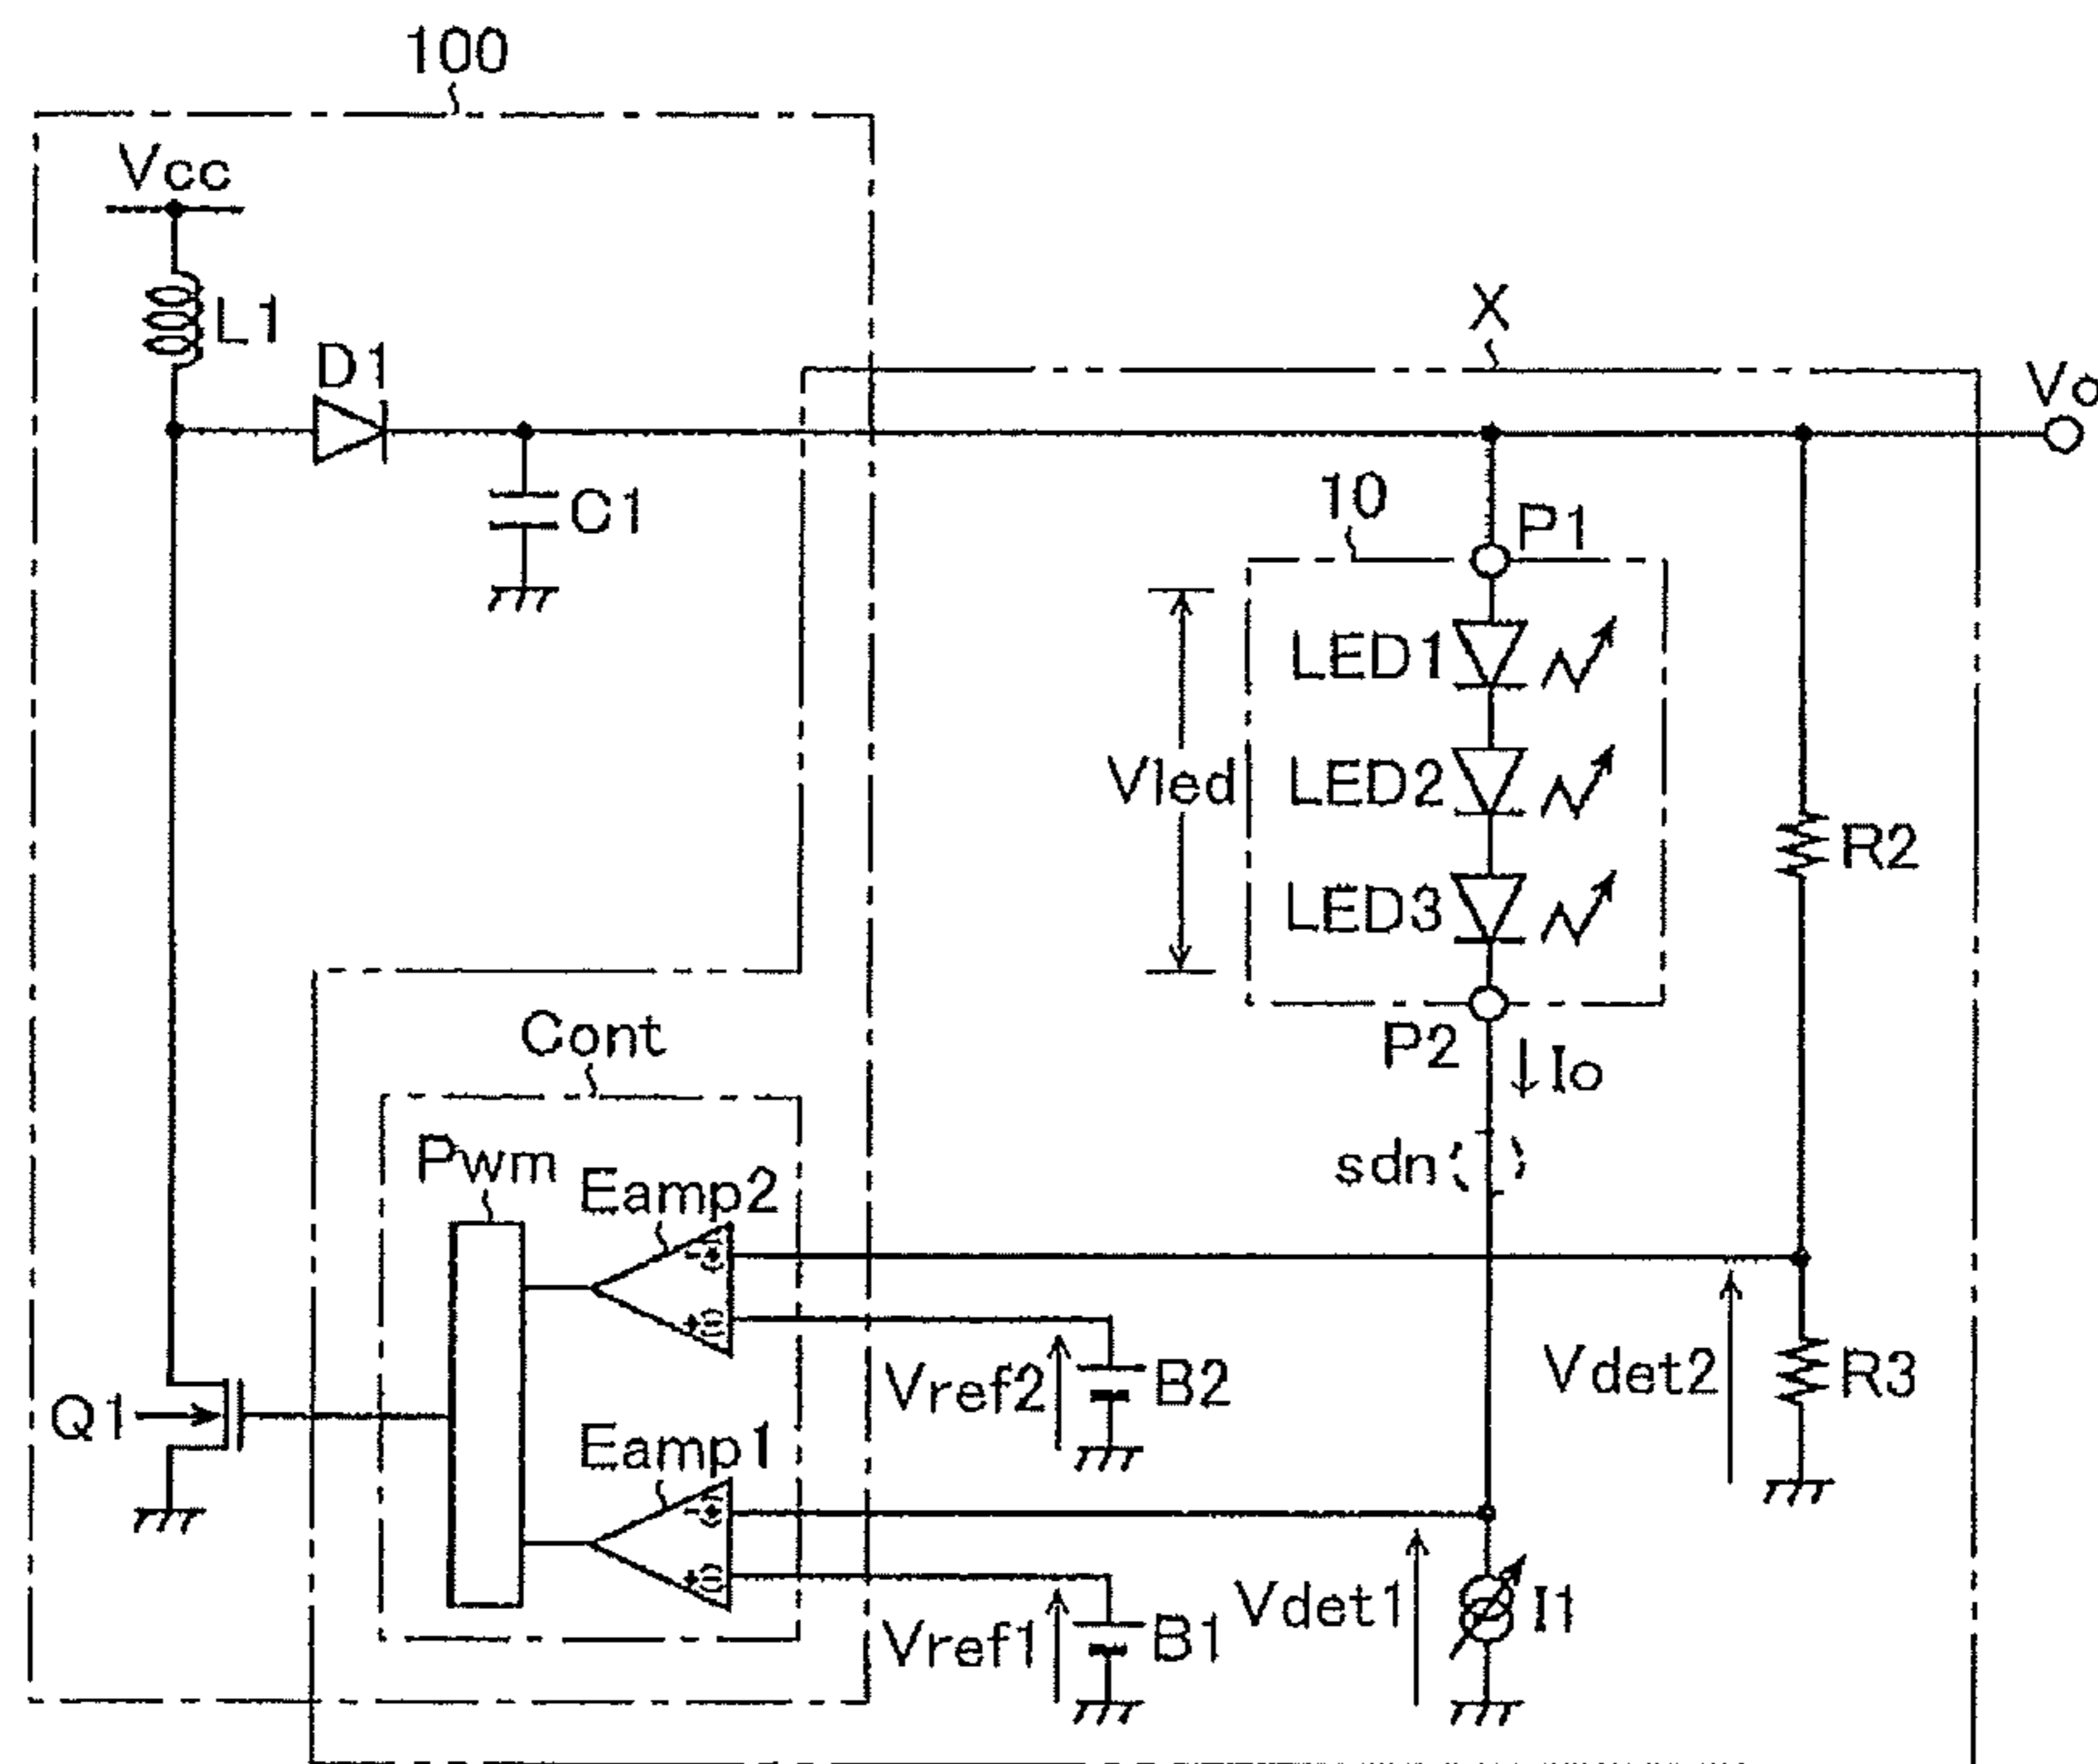 100
Vcc
L1
D1
C1
X
Vo
10
P1
LED1
LED2
LED3
Vled
R2
P2
Io
sdn
Cont
Pwm
Eamp2
Eamp1
Q1
Vref2
B2
Vdet2
R3
Vref1
B1
Vdet1
I1